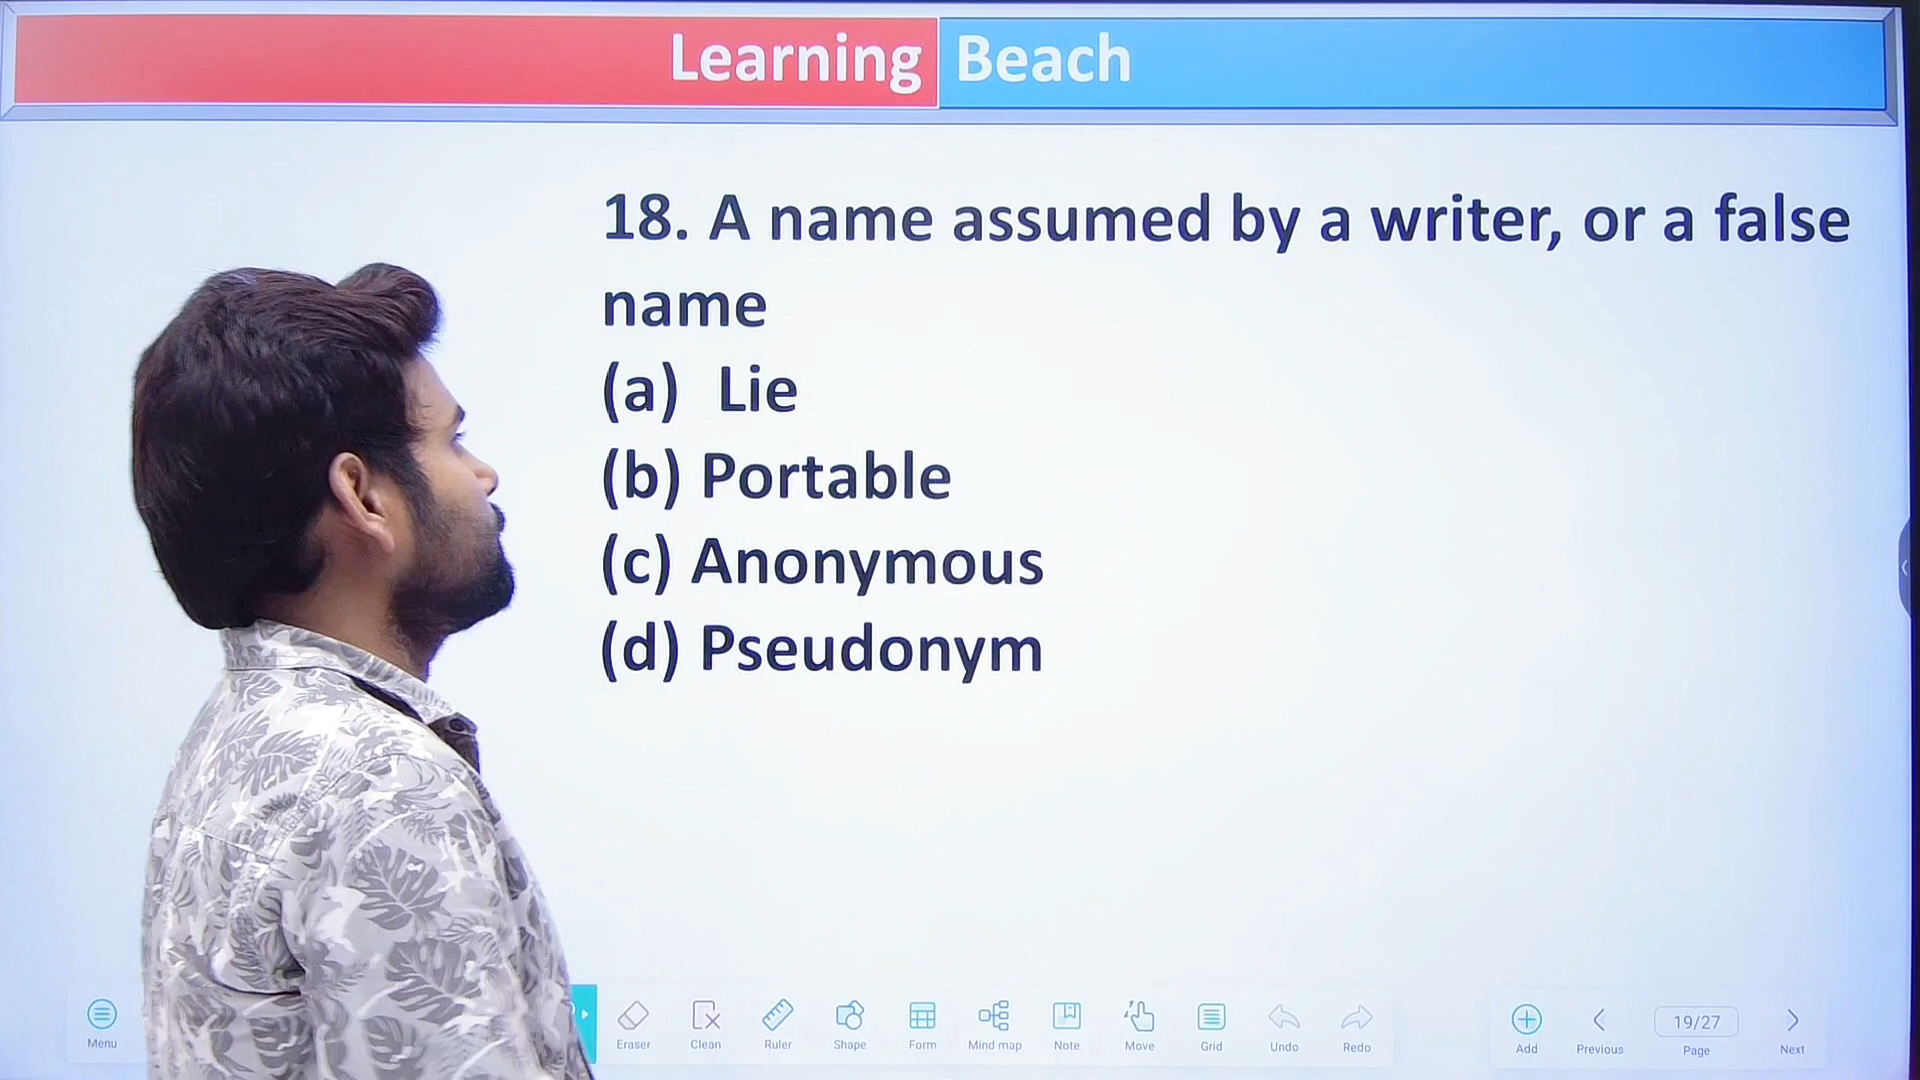 Learning Beach
18. A name assumed by a writer, or a false
name
(a) Lie
(b) Portable
(c) Anonymous
(d) Pseudonym
Menu
Eraser
Clean
Ruler
Shape
Form
Mind map
Note
Move
Grid
Undo
Redo
Add
Previous
19/27
Page
Next